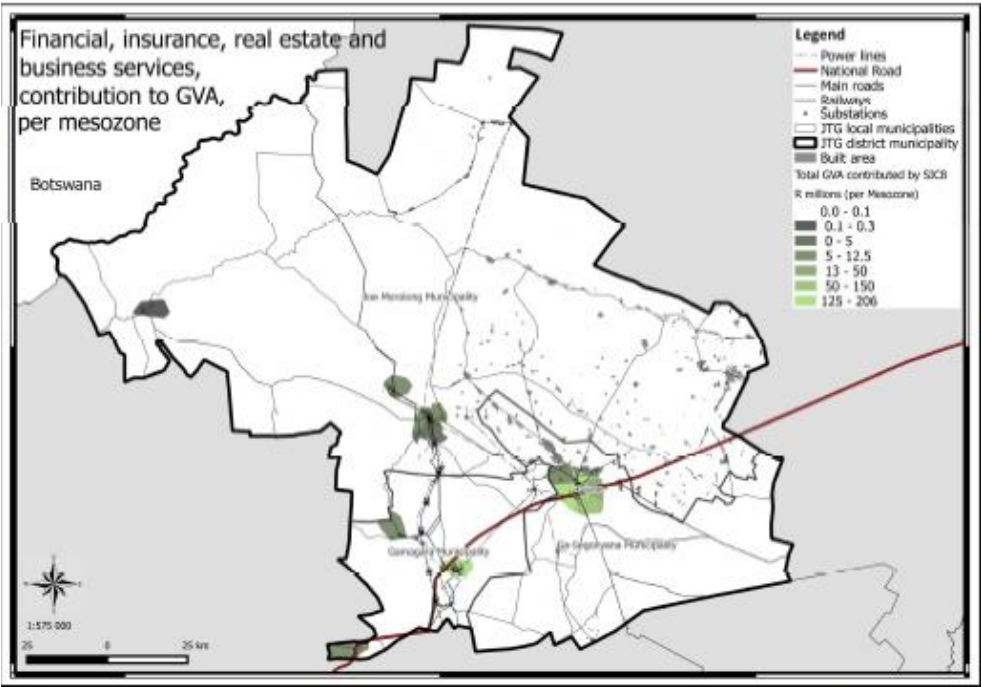 Financial, insurance, real estate and
business services,
contribution to GVA,
per mesozone
Botswana
Legend
Power lines
National Road
Main roads
Railways
Substations
JTG local municipalities
JTG district municipality
Built area
Total GVA contributed by SIC8
R millions (per Mesozone)
0.0 - 0.1
0.1 - 0.3
0 - 5
5 - 12.5
13 - 50
50 - 150
125 - 206
Joe Morolong Municipality
Gamagara Municipality
Ga-Segonyana Municipality
1:575 000
25 0 25 km